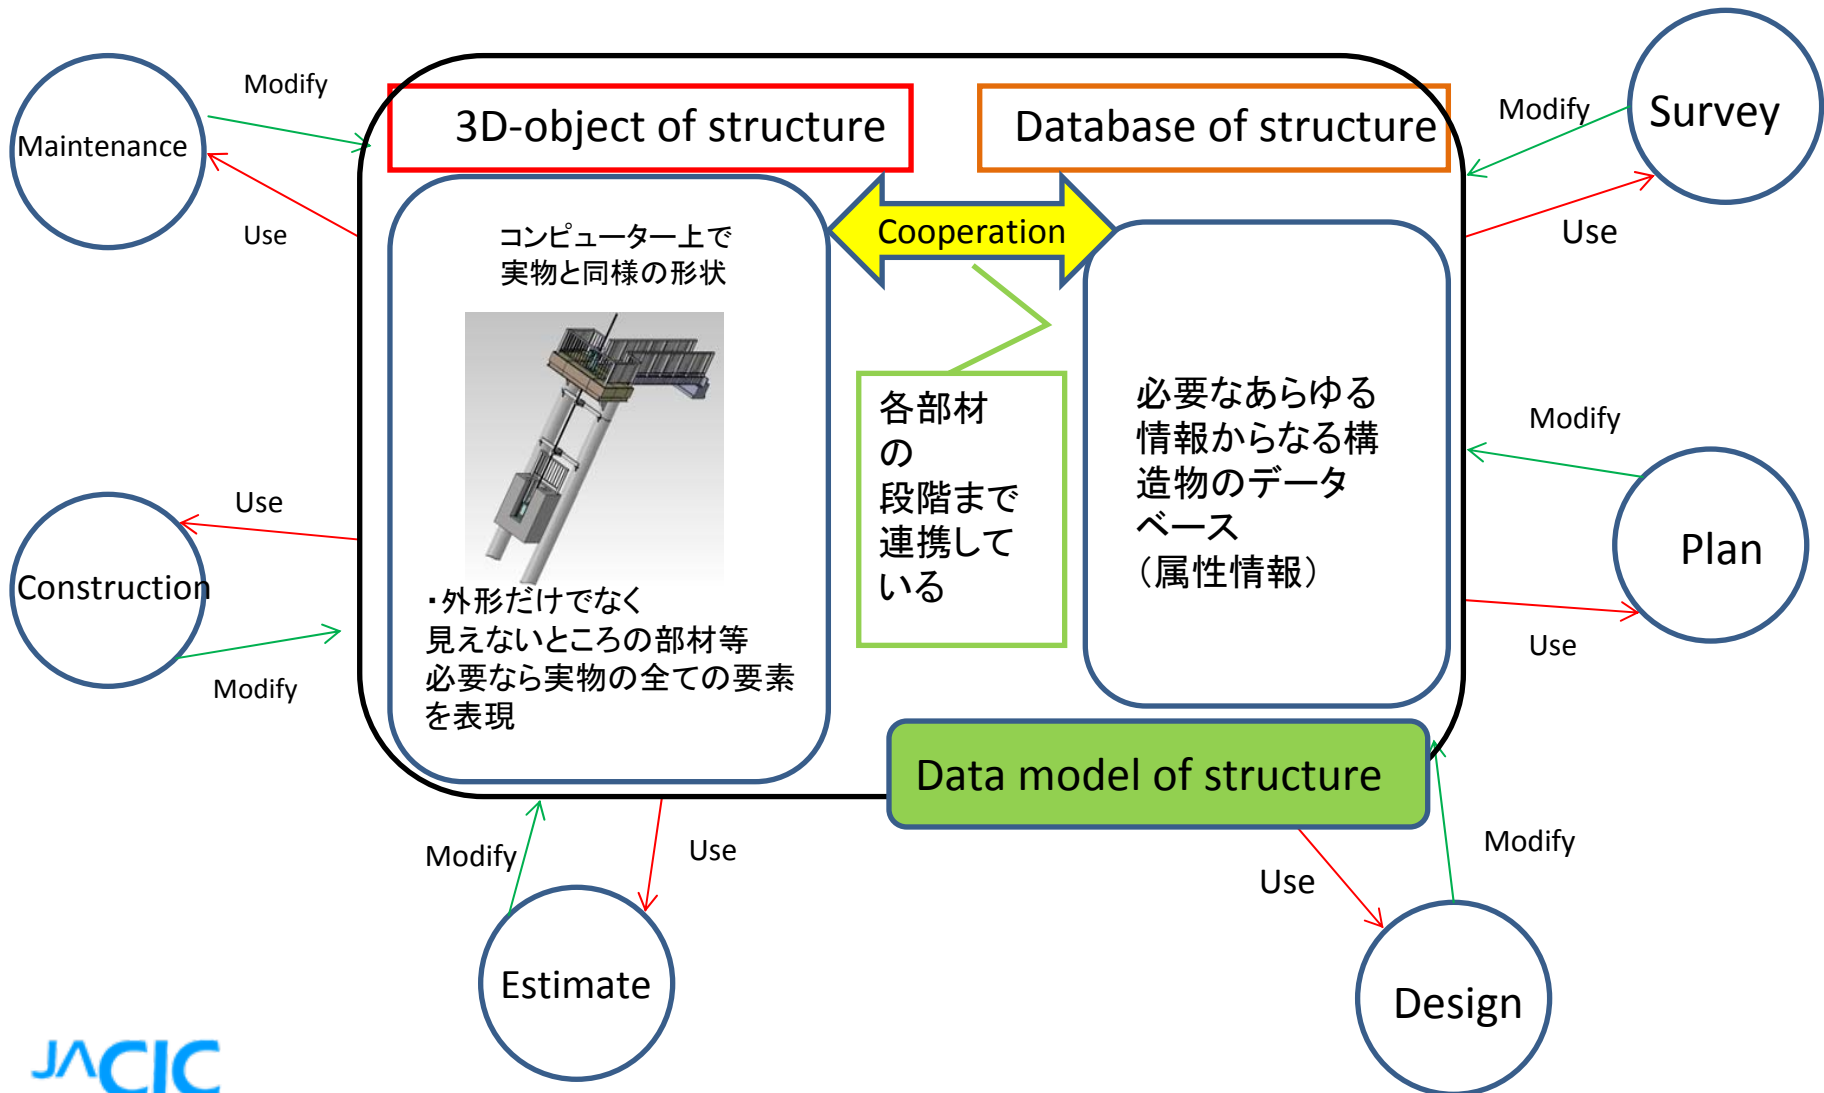 Modify
Maintenance
Use
3D-object of structure
Database of structure
Modify
Survey
Use
コンピューター上で
実物と同様の形状
Cooperation
・外形だけでなく
見えないところの部材等
必要なら実物の全ての要素
を表現
各部材
の
段階まで
連携して
いる
必要なあらゆる
情報からなる構
造物のデータ
ベース
（属性情報）
Use
Construction
Modify
Modify
Plan
Use
Data model of structure
Modify
Use
Estimate
Use
Modify
Design
JACIC